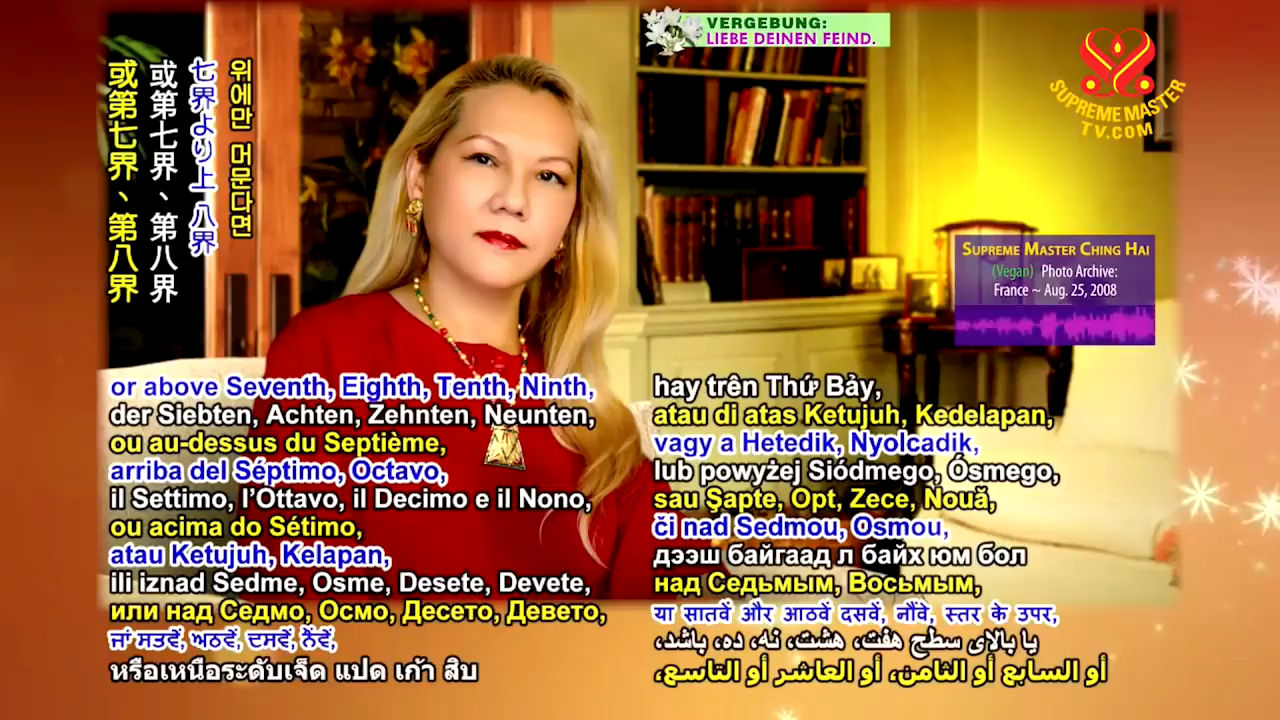 VERGEBUNG:
LIEBE DEINEN FEIND.
SUPREME MASTER
TV.COM
위에만 머문다면
七界より上 八界
或第七界、第八界
或第七界、第八界
SUPREME MASTER CHING HAI
(Vegan) Photo Archive:
France ~ Aug. 25, 2008
or above Seventh, Eighth, Tenth, Ninth,
der Siebten, Achten, Zehnten, Neunten,
ou au-dessus du Septième,
arriba del Séptimo, Octavo,
il Settimo, l'Ottavo, il Decimo e il Nono,
ou acima do Sétimo,
atau Ketujuh, Kelapan,
ili iznad Sedme, Osme, Desete, Devete,
или над Седмо, Осмо, Десето, Девето,
ਜਾਂ ਸਤਵੇਂ, ਅਠਵੇਂ, ਦਸਵੇਂ, ਨੌਂਵੇਂ,
หรือเหนือระดับเจ็ด แปด เก้า สิบ
hay trên Thứ Bảy,
atau di atas Ketujuh, Kedelapan,
vagy a Hetedik, Nyolcadik,
lub powyżej Siódmego, Ósmego,
sau Şapte, Opt, Zece, Nouă,
či nad Sedmou, Osmou,
дээш байгаад л байх юм бол
над Седьмым, Восьмым,
या सातवें और आठवें दसवें, नौंवे, स्तर के उपर,
یا بالای سطح هفت، هشت، نه، ده، باشد،
أو السابع أو الثامن، أو العاشر أو التاسع،